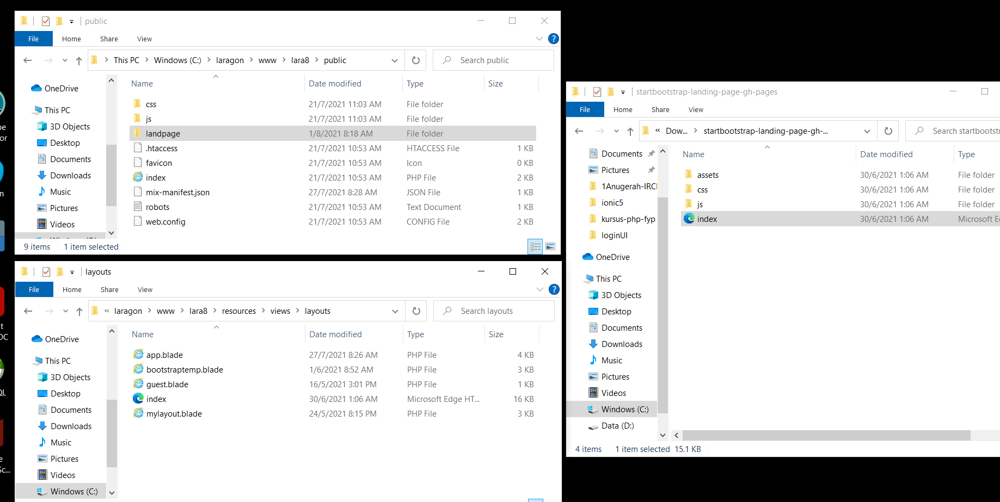 public
File Home Share View
This PC Windows (C:) laragon www lara8 public
Search public
Name Date modified Type Size
OneDrive
This PC
3D Objects
Desktop
Documents
Downloads
Music
Pictures
Videos
Windows (C:)
css 21/7/2021 11:03 AM File folder
js 21/7/2021 11:03 AM File folder
landpage 1/8/2021 8:18 AM File folder
.htaccess 21/7/2021 10:53 AM HTACCESS File 1 KB
favicon 21/7/2021 10:53 AM Icon 0 KB
index 21/7/2021 10:53 AM PHP File 2 KB
mix-manifest.json 27/7/2021 8:28 AM JSON File 1 KB
robots 21/7/2021 10:53 AM Text Document 1 KB
web.config 21/7/2021 10:53 AM CONFIG File 2 KB
9 items 1 item selected
layouts
File Home Share View
« laragon www lara8 resources views layouts
Search layouts
Name Date modified Type Size
OneDrive
This PC
3D Objects
Desktop
Documents
Downloads
Music
Pictures
Videos
Windows (C:)
app.blade 27/7/2021 8:26 AM PHP File 4 KB
bootstraptemp.blade 1/6/2021 8:52 AM PHP File 3 KB
guest.blade 16/5/2021 3:01 PM PHP File 1 KB
index 30/6/2021 1:06 AM Microsoft Edge HT... 16 KB
mylayout.blade 24/5/2021 8:15 PM PHP File 3 KB
startbootstrap-landing-page-gh-pages
File Home Share View
« Dow... startbootstrap-landing-page-gh-...
Search startbootst
Name Date modified Type
Documents
Pictures
1Anugerah-IRC
ionic5
kursus-php-fyp
loginUI
OneDrive
This PC
3D Objects
Desktop
Documents
Downloads
Music
Pictures
Videos
Windows (C:)
Data (D:)
assets 30/6/2021 1:06 AM File folder
css 30/6/2021 1:06 AM File folder
js 30/6/2021 1:06 AM File folder
index 30/6/2021 1:06 AM Microsoft E
4 items 1 item selected 15.1 KB